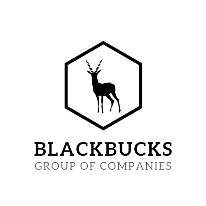 BLACKBUCKS
GROUP OF COMPANIES